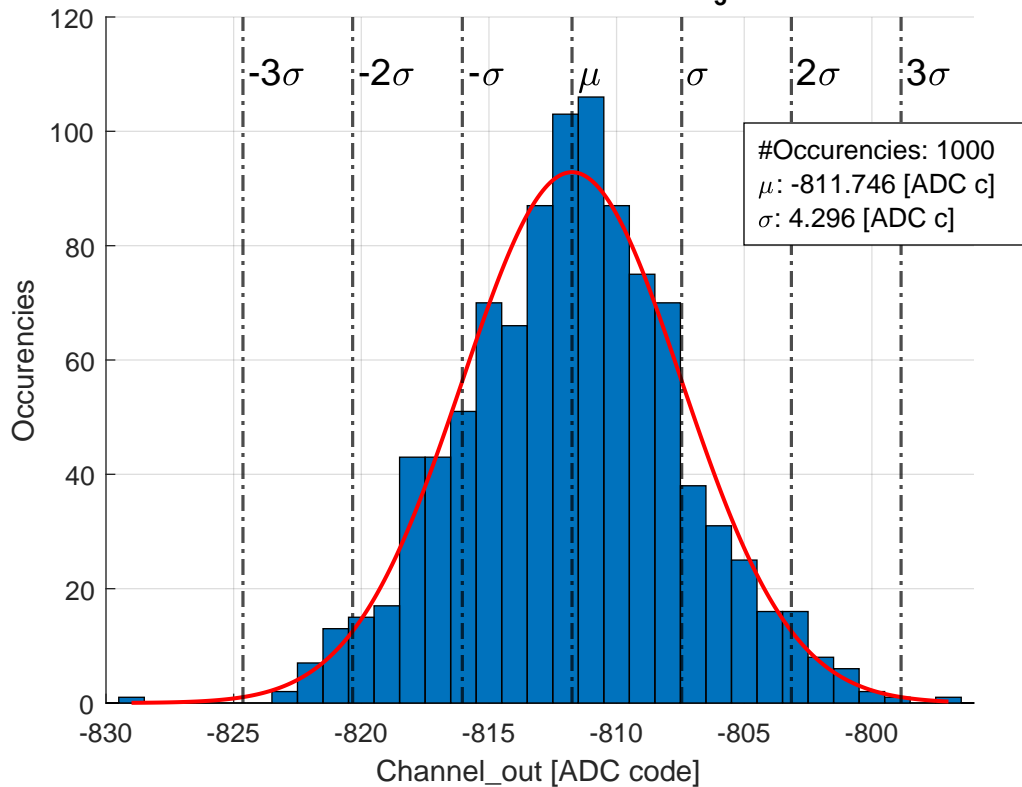 120
100
80
60
40
20
0
-3σ -2σ -σ μ σ 2σ 3σ
#Occurencies: 1000
μ: -811.746 [ADC c]
σ: 4.296 [ADC c]
Occurencies
-830 -825 -820 -815 -810 -805 -800
Channel_out [ADC code]